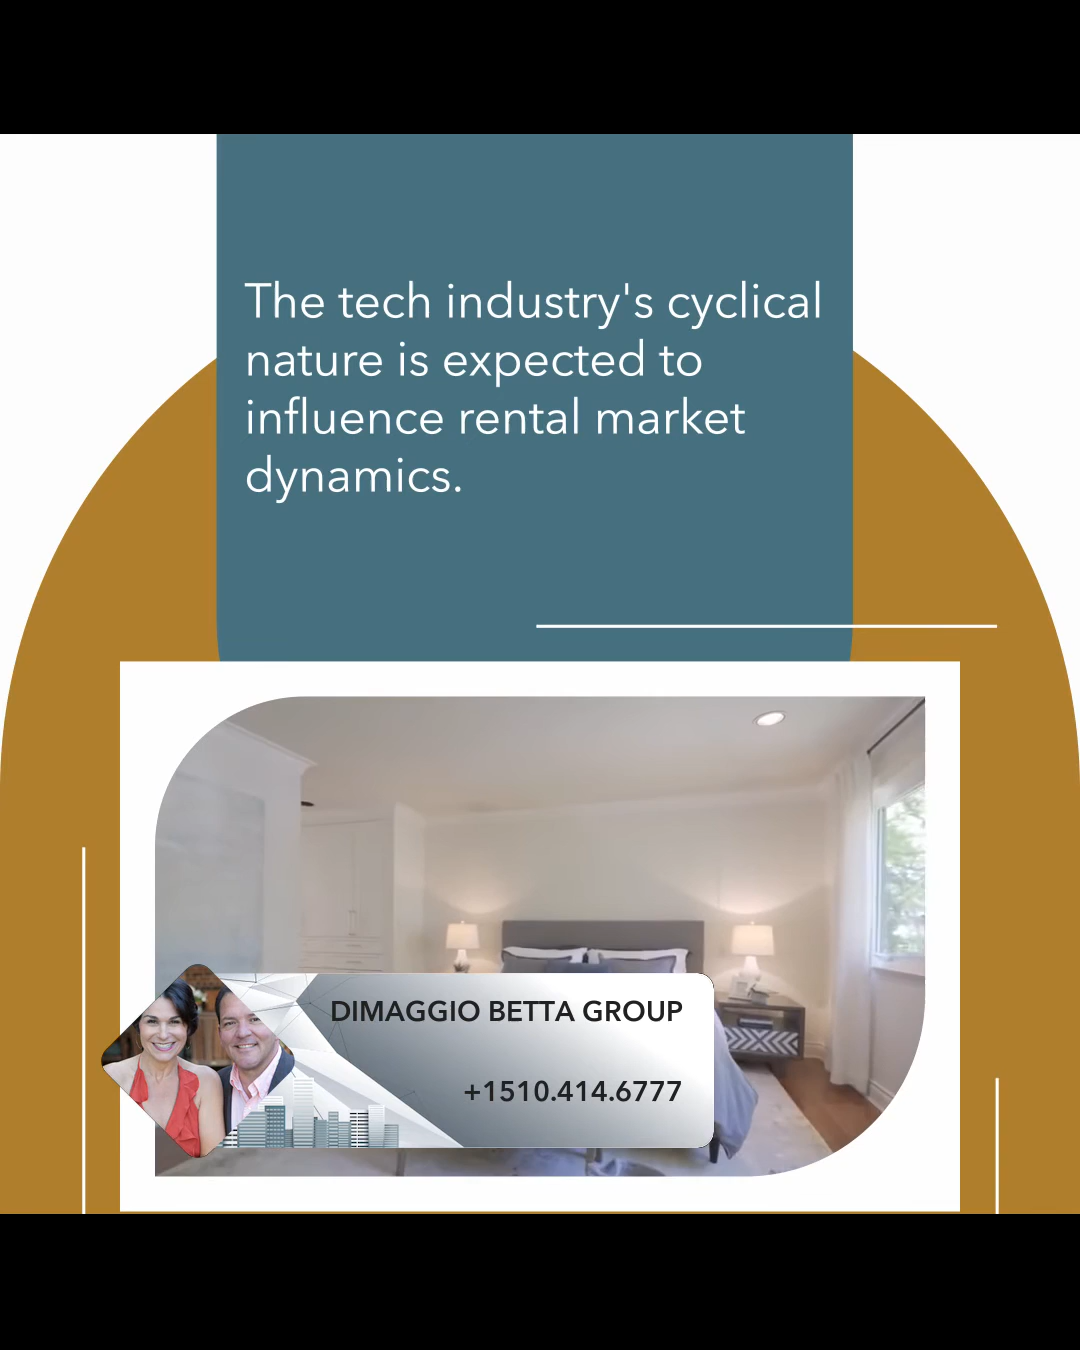 The tech industry's cyclical
nature is expected to
influence rental market
dynamics.
DIMAGGIO BETTA GROUP
+1510.414.6777